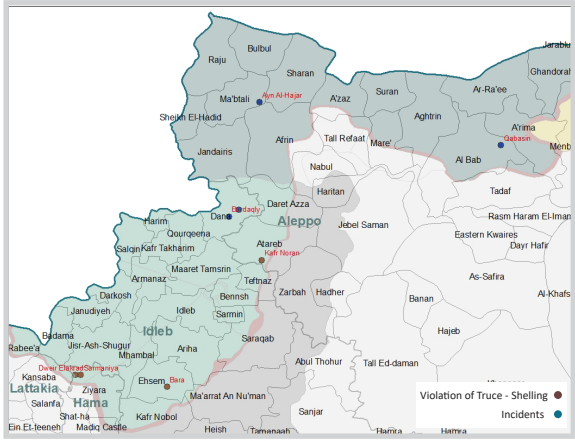 Jarablu
Bulbul
Raju
Sharan
Ghandoral
Ar-Ra'ee
Suran
Ayn Al-Hajar
Ma'btali
A'zaz
Aghtrin
Sheikh El-Hadid
A'rima
Qabasin
Afrin
Tall Refaat
Mare'
Menb
Jandairis
Al Bab
Nabul
Haritan
Tadaf
Daret Azza
Dana
Harim
Aleppo
Rasm Haram El-Iman
Jebel Saman
Eastern Kwaires
Qourqeena
Dayr Hafir
Atareb
Salqin
Kafr Takharim
Kafr Noran
Maaret Tamsrin
As-Safira
Armanaz
Teftnaz
Zarbah
Hadher
Al-Khafs
Darkosh
Bennsh
Banan
Janudiyeh
Idleb
Sarmin
Idleb
Hajeb
Badama
Saraqab
Rabee'a
Jisr-Ash-Shugur
Ariha
Mhambal
Abul Thohur
Tall Ed-daman
Kansaba
Ehsem
Bara
Lattakia
Ziyara
Ma'arrat An Nu'man
Violation of Truce - Shelling
Salanfa
Hama
Sanjar
Incidents
Shat-ha
Kafr Nobol
Ein Et-teeneh
Madiq Castle
Heish
Tamanaah
Hamra
Hamra